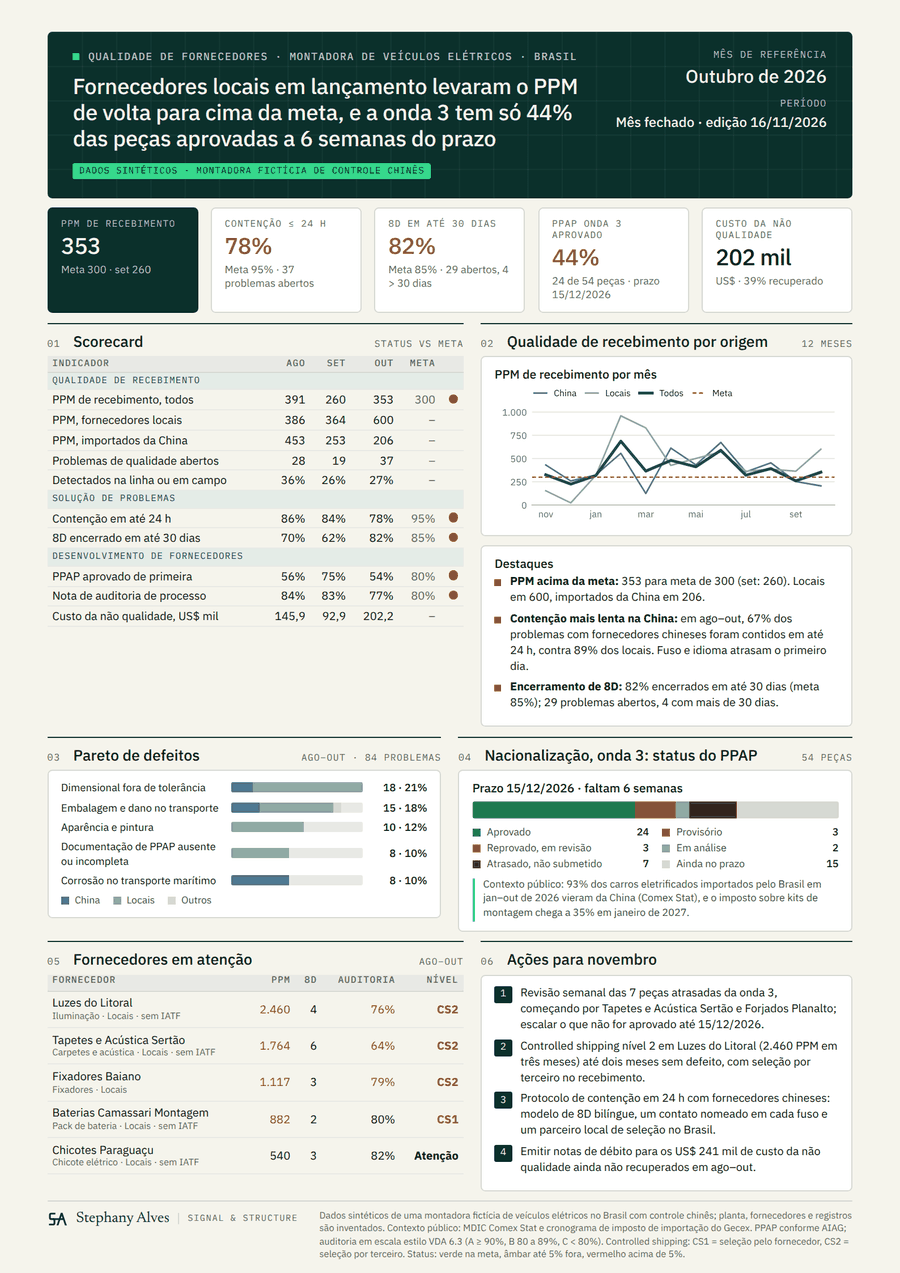 QUALIDADE DE FORNECEDORES · MONTADORA DE VEÍCULOS ELÉTRICOS · BRASIL
Fornecedores locais em lançamento levaram o PPM
de volta para cima da meta, e a onda 3 tem só 44%
das peças aprovadas a 6 semanas do prazo
DADOS SINTÉTICOS · MONTADORA FICTÍCIA DE CONTROLE CHINÊS
MÊS DE REFERÊNCIA
Outubro de 2026
PERÍODO
Mês fechado · edição 16/11/2026
PPM DE RECEBIMENTO
353
Meta 300 · set 260
CONTENÇÃO ≤ 24 H
78%
Meta 95% · 37
problemas abertos
8D EM ATÉ 30 DIAS
82%
Meta 85% · 29 abertos, 4
> 30 dias
PPAP ONDA 3
APROVADO
44%
24 de 54 peças · prazo
15/12/2026
CUSTO DA NÃO
QUALIDADE
202 mil
US$ · 39% recuperado
01 Scorecard STATUS VS META
INDICADOR AGO SET OUT META
QUALIDADE DE RECEBIMENTO
PPM de recebimento, todos 391 260 353 300
PPM, fornecedores locais 386 364 600 –
PPM, importados da China 453 253 206 –
Problemas de qualidade abertos 28 19 37 –
Detectados na linha ou em campo 36% 26% 27% –
SOLUÇÃO DE PROBLEMAS
Contenção em até 24 h 86% 84% 78% 95%
8D encerrado em até 30 dias 70% 62% 82% 85%
DESENVOLVIMENTO DE FORNECEDORES
PPAP aprovado de primeira 56% 75% 54% 80%
Nota de auditoria de processo 84% 83% 77% 80%
Custo da não qualidade, US$ mil 145,9 92,9 202,2 –
02 Qualidade de recebimento por origem 12 MESES
PPM de recebimento por mês
China Locais Todos Meta
1.000
750
500
250
0
nov jan mar mai jul set
Destaques
PPM acima da meta: 353 para meta de 300 (set: 260). Locais
em 600, importados da China em 206.
Contenção mais lenta na China: em ago–out, 67% dos
problemas com fornecedores chineses foram contidos em até
24 h, contra 89% dos locais. Fuso e idioma atrasam o primeiro
dia.
Encerramento de 8D: 82% encerrados em até 30 dias (meta
85%); 29 problemas abertos, 4 com mais de 30 dias.
03 Pareto de defeitos AGO–OUT · 84 PROBLEMAS
Dimensional fora de tolerância 18 · 21%
Embalagem e dano no transporte 15 · 18%
Aparência e pintura 10 · 12%
Documentação de PPAP ausente
ou incompleta 8 · 10%
Corrosão no transporte marítimo 8 · 10%
China Locais Outros
04 Nacionalização, onda 3: status do PPAP 54 PEÇAS
Prazo 15/12/2026 · faltam 6 semanas
Aprovado 24 Provisório 3
Reprovado, em revisão 3 Em análise 2
Atrasado, não submetido 7 Ainda no prazo 15
Contexto público: 93% dos carros eletrificados importados pelo Brasil em
jan–out de 2026 vieram da China (Comex Stat), e o imposto sobre kits de
montagem chega a 35% em janeiro de 2027.
05 Fornecedores em atenção AGO–OUT
FORNECEDOR PPM 8D AUDITORIA NÍVEL
Luzes do Litoral 2.460 4 76% CS2
Iluminação · Locais · sem IATF
Tapetes e Acústica Sertão 1.764 6 64% CS2
Carpetes e acústica · Locais · sem IATF
Fixadores Baiano 1.117 3 79% CS2
Fixadores · Locais
Baterias Camassari Montagem 882 2 80% CS1
Pack de bateria · Locais · sem IATF
Chicotes Paraguaçu 540 3 82% Atenção
Chicote elétrico · Locais · sem IATF
06 Ações para novembro
1 Revisão semanal das 7 peças atrasadas da onda 3,
começando por Tapetes e Acústica Sertão e Forjados Planalto;
escalar o que não for aprovado até 15/12/2026.
2 Controlled shipping nível 2 em Luzes do Litoral (2.460 PPM em
três meses) até dois meses sem defeito, com seleção por
terceiro no recebimento.
3 Protocolo de contenção em 24 h com fornecedores chineses:
modelo de 8D bilíngue, um contato nomeado em cada fuso e
um parceiro local de seleção no Brasil.
4 Emitir notas de débito para os US$ 241 mil de custo da não
qualidade ainda não recuperados em ago–out.
SA Stephany Alves SIGNAL & STRUCTURE
Dados sintéticos de uma montadora fictícia de veículos elétricos no Brasil com controle chinês; planta, fornecedores e registros
são inventados. Contexto público: MDIC Comex Stat e cronograma de imposto de importação do Gecex. PPAP conforme AIAG;
auditoria em escala estilo VDA 6.3 (A ≥ 90%, B 80 a 89%, C < 80%). Controlled shipping: CS1 = seleção pelo fornecedor, CS2 =
seleção por terceiro. Status: verde na meta, âmbar até 5% fora, vermelho acima de 5%.